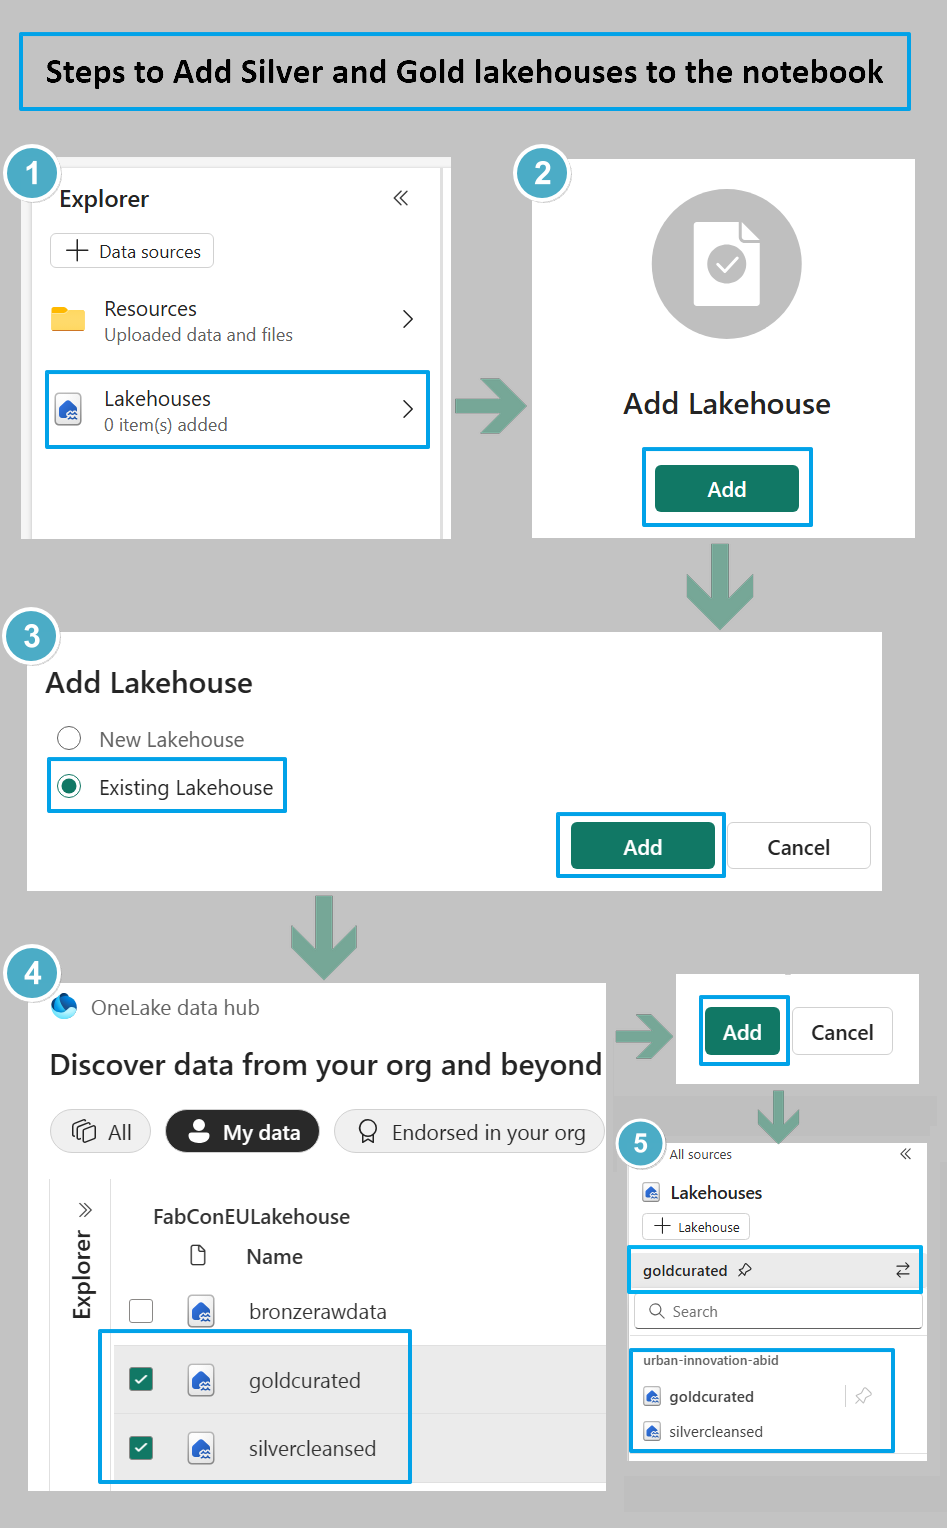 Steps to Add Silver and Gold lakehouses to the notebook
1
Explorer
Data sources
Resources
Uploaded data and files
Lakehouses
0 item(s) added
2
Add Lakehouse
Add
3
Add Lakehouse
New Lakehouse
Existing Lakehouse
Add Cancel
4
OneLake data hub
Discover data from your org and beyond
All My data Endorsed in your org
Explorer
FabConEULakehouse
Name
bronzerawdata
goldcurated
silvercleansed
Add Cancel
5
All sources
Lakehouses
Lakehouse
goldcurated
Search
urban-innovation-abid
goldcurated
silvercleansed